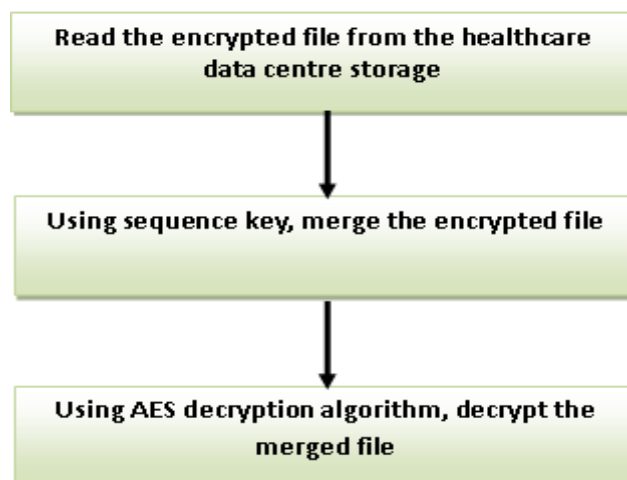 Read the encrypted file from the healthcare
data centre storage
Using sequence key, merge the encrypted file
Using AES decryption algorithm, decrypt the
merged file